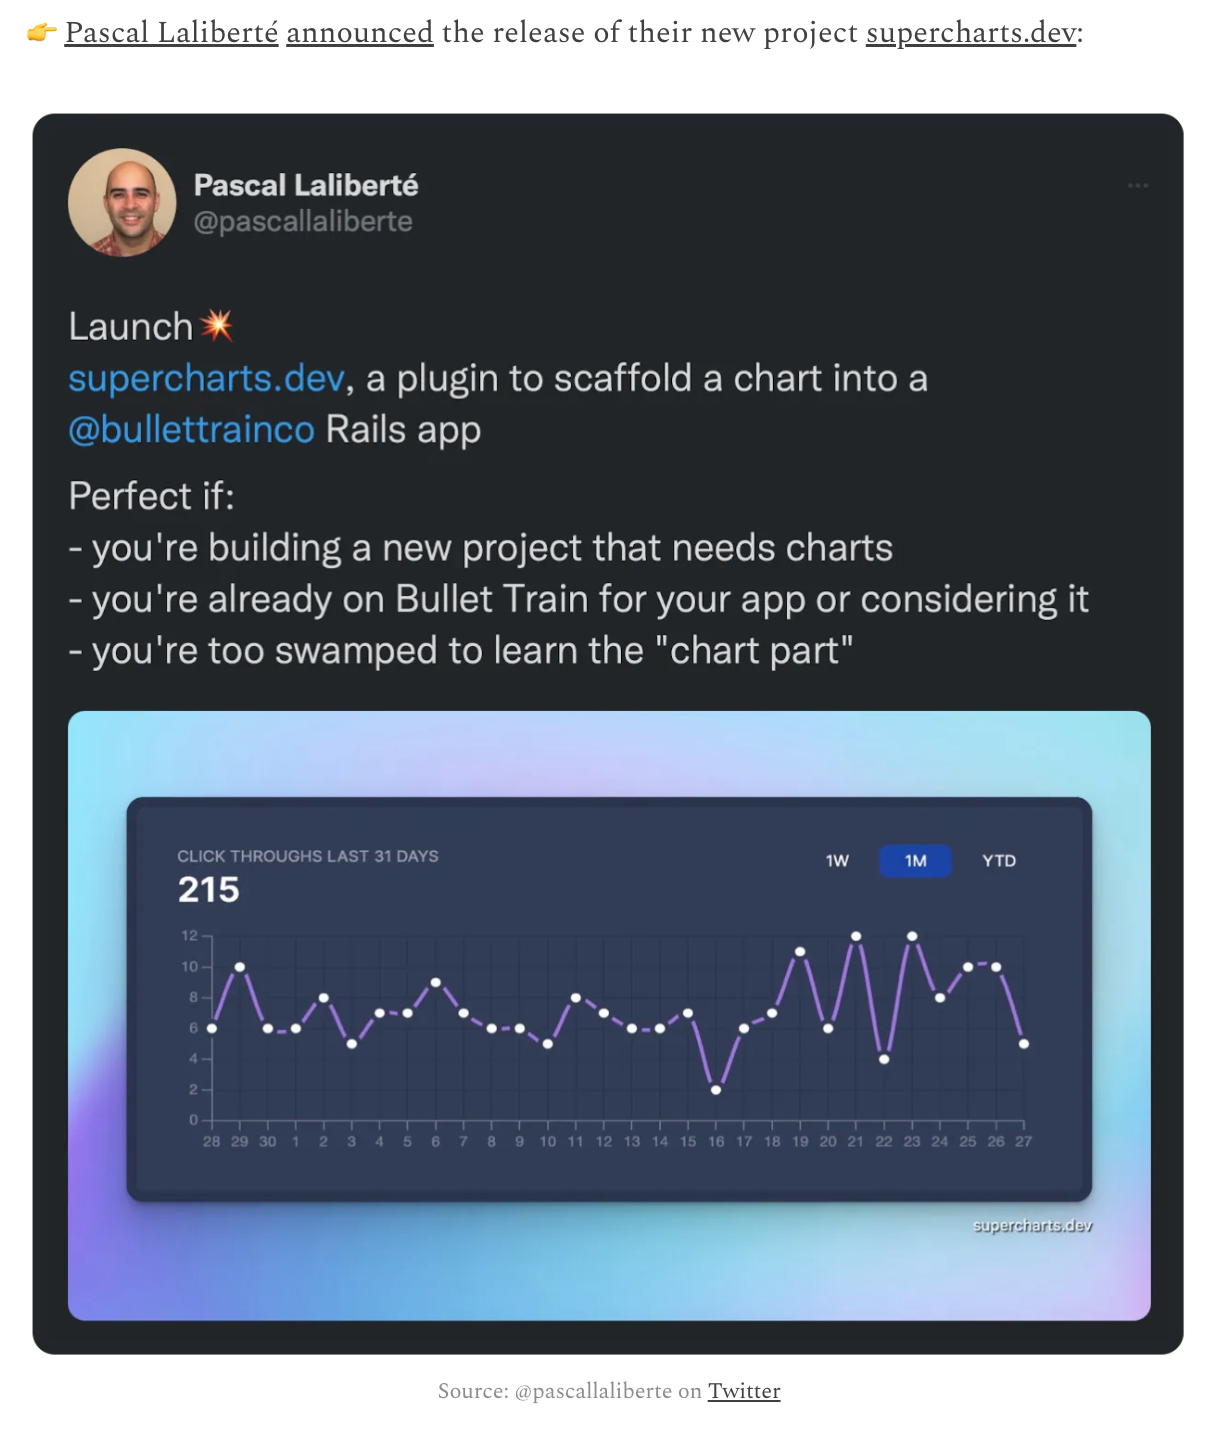 👉 Pascal Laliberté announced the release of their new project supercharts.dev:
Pascal Laliberté
@pascallaliberte
Launch💥
supercharts.dev, a plugin to scaffold a chart into a
@bullettrainco Rails app
Perfect if:
- you're building a new project that needs charts
- you're already on Bullet Train for your app or considering it
- you're too swamped to learn the "chart part"
CLICK THROUGHS LAST 31 DAYS
215
1W 1M YTD
12
10
8
6
4
2
0
28 29 30 1 2 3 4 5 6 7 8 9 10 11 12 13 14 15 16 17 18 19 20 21 22 23 24 25 26 27
supercharts.dev
Source: @pascallaliberte on Twitter